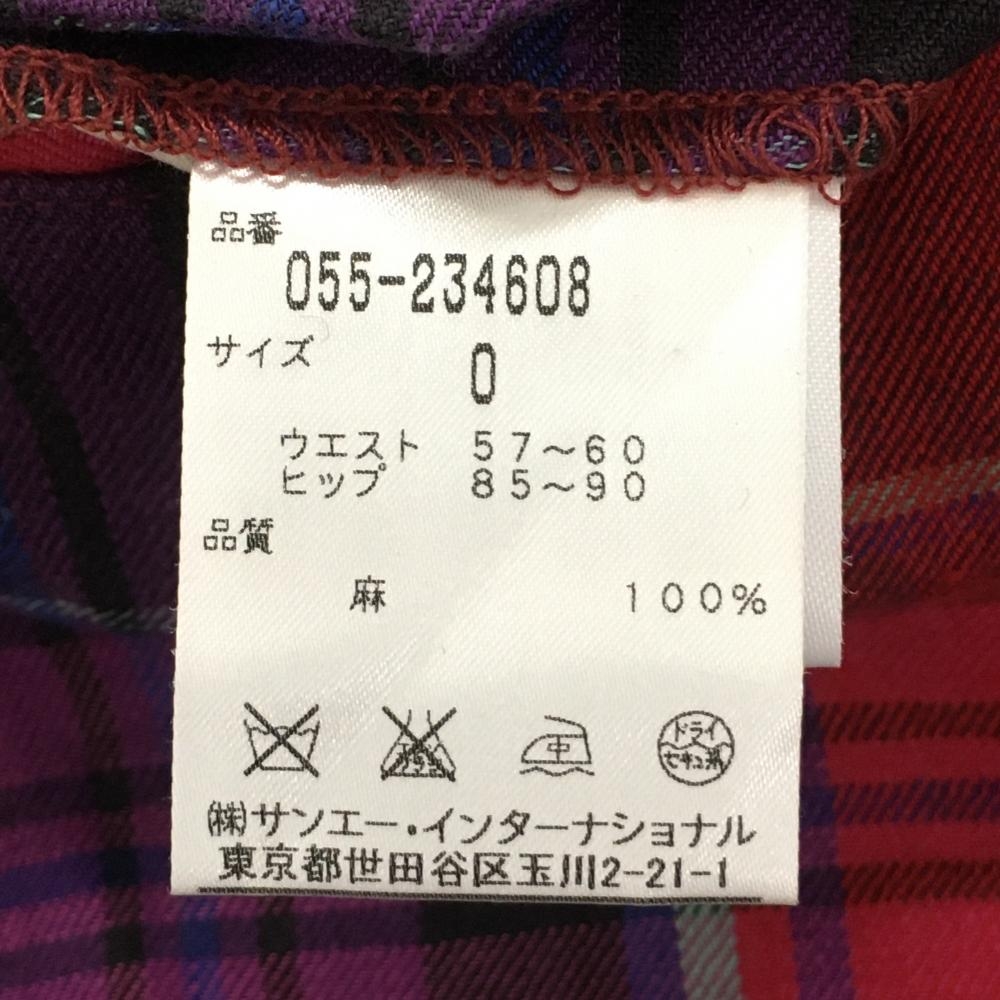 品番
055-234608
サイズ 0
ウエスト 57～60
ヒップ 85～90
品質
麻 100%
中 ドライ
セキユ系
㈱サンエー・インターナショナル
東京都世田谷区玉川2-21-1